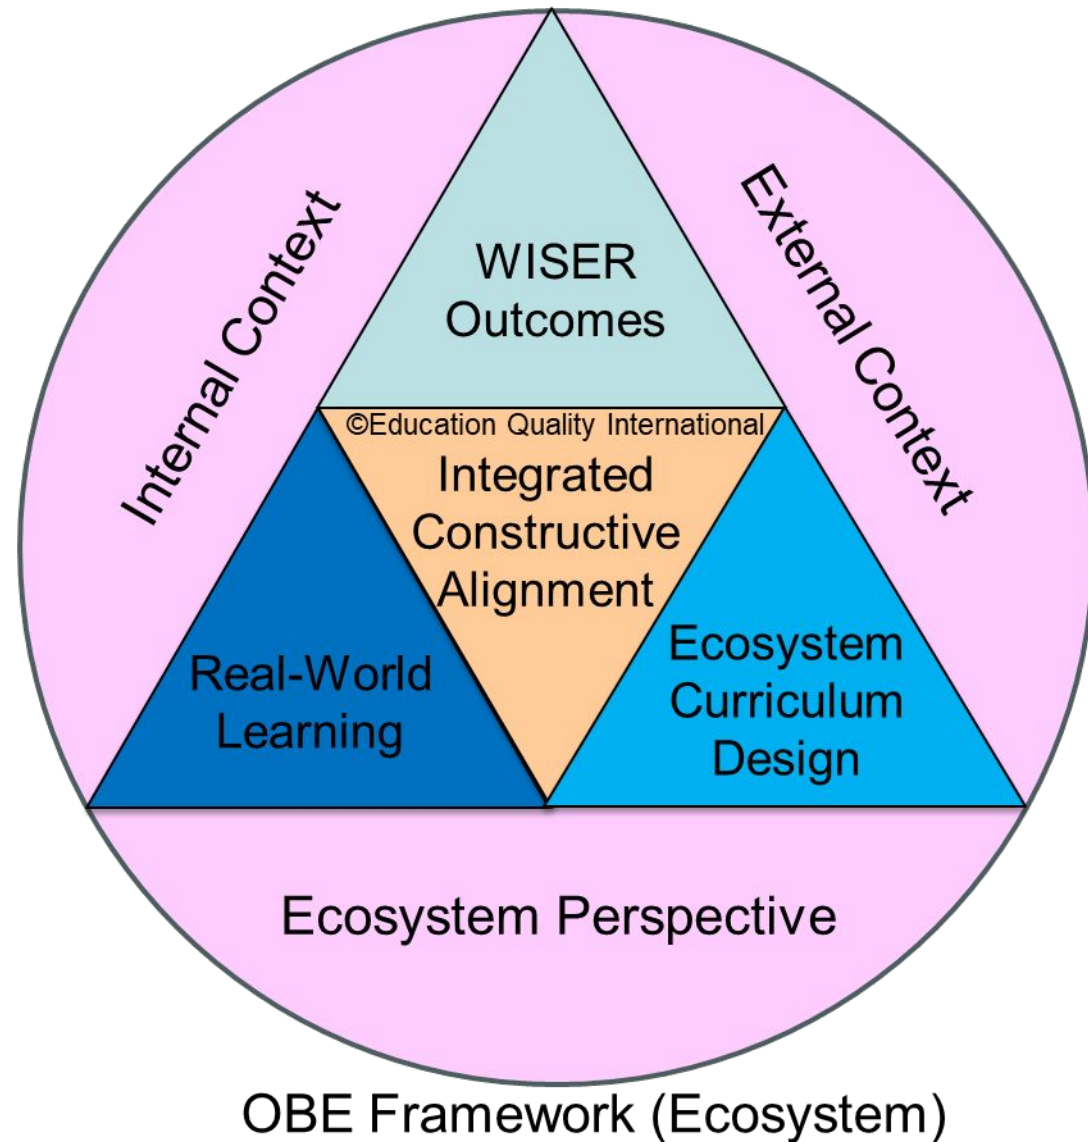 Internal Context
External Context
WISER
Outcomes
©Education Quality International
Integrated
Constructive
Alignment
Real-World
Learning
Ecosystem
Curriculum
Design
Ecosystem Perspective
OBE Framework (Ecosystem)